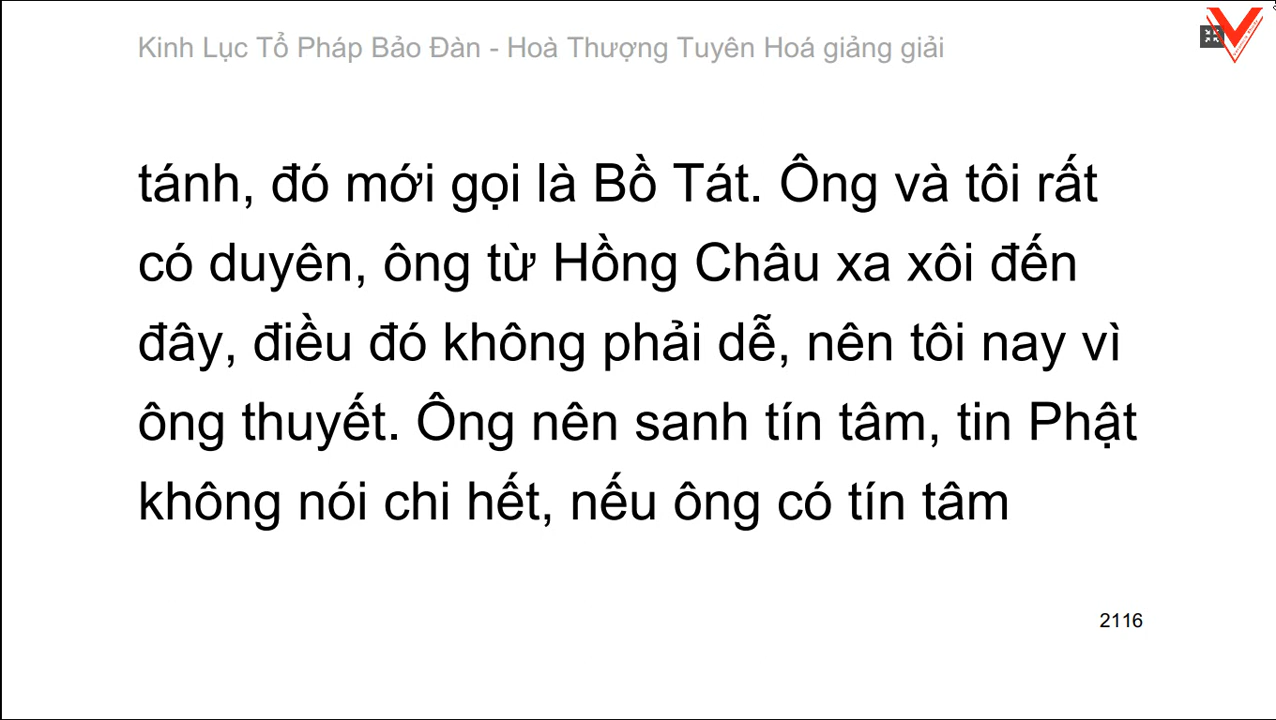 Kinh Lục Tổ Pháp Bảo Đàn - Hoà Thượng Tuyên Hoá giảng giải
tánh, đó mới gọi là Bồ Tát. Ông và tôi rất
có duyên, ông từ Hồng Châu xa xôi đến
đây, điều đó không phải dễ, nên tôi nay vì
ông thuyết. Ông nên sanh tín tâm, tin Phật
không nói chi hết, nếu ông có tín tâm
2116